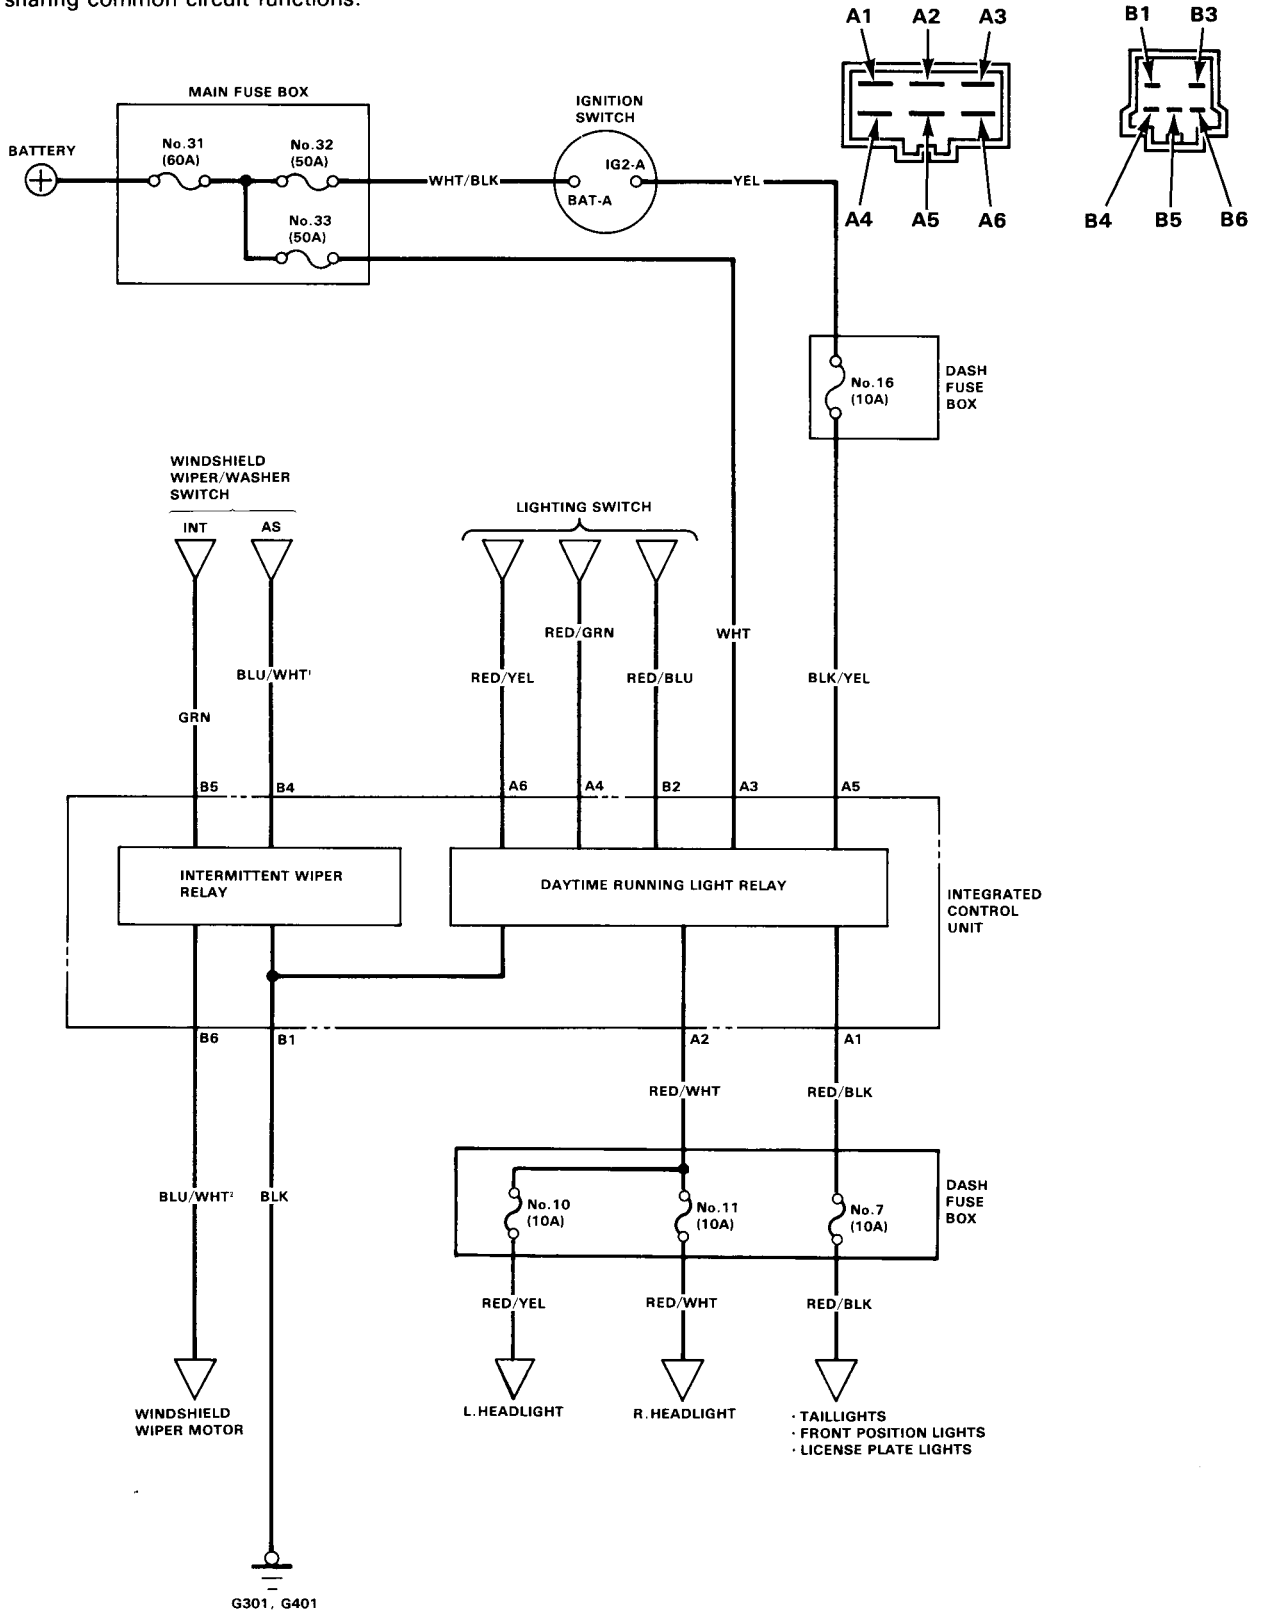 sharing common circuit functions.
A1 A2 A3
B1 B3
A4 A5 A6
B4 B5 B6
MAIN FUSE BOX
IGNITION
SWITCH
BATTERY
No.31
(60A)
No.32
(50A)
No.33
(50A)
WHT/BLK
IG2-A
BAT-A
YEL
No.16
(10A)
DASH
FUSE
BOX
WINDSHIELD
WIPER/WASHER
SWITCH
INT AS
LIGHTING SWITCH
RED/GRN
WHT
BLU/WHT¹
RED/YEL
RED/BLU
BLK/YEL
GRN
B5 B4 A6 A4 B2 A3 A5
INTERMITTENT WIPER
RELAY
DAYTIME RUNNING LIGHT RELAY
INTEGRATED
CONTROL
UNIT
B6 B1 A2 A1
RED/WHT
RED/BLK
BLU/WHT²
BLK
No.10
(10A)
No.11
(10A)
No.7
(10A)
DASH
FUSE
BOX
RED/YEL
RED/WHT
RED/BLK
WINDSHIELD
WIPER MOTOR
L.HEADLIGHT
R.HEADLIGHT
· TAILLIGHTS
· FRONT POSITION LIGHTS
· LICENSE PLATE LIGHTS
G301, G401